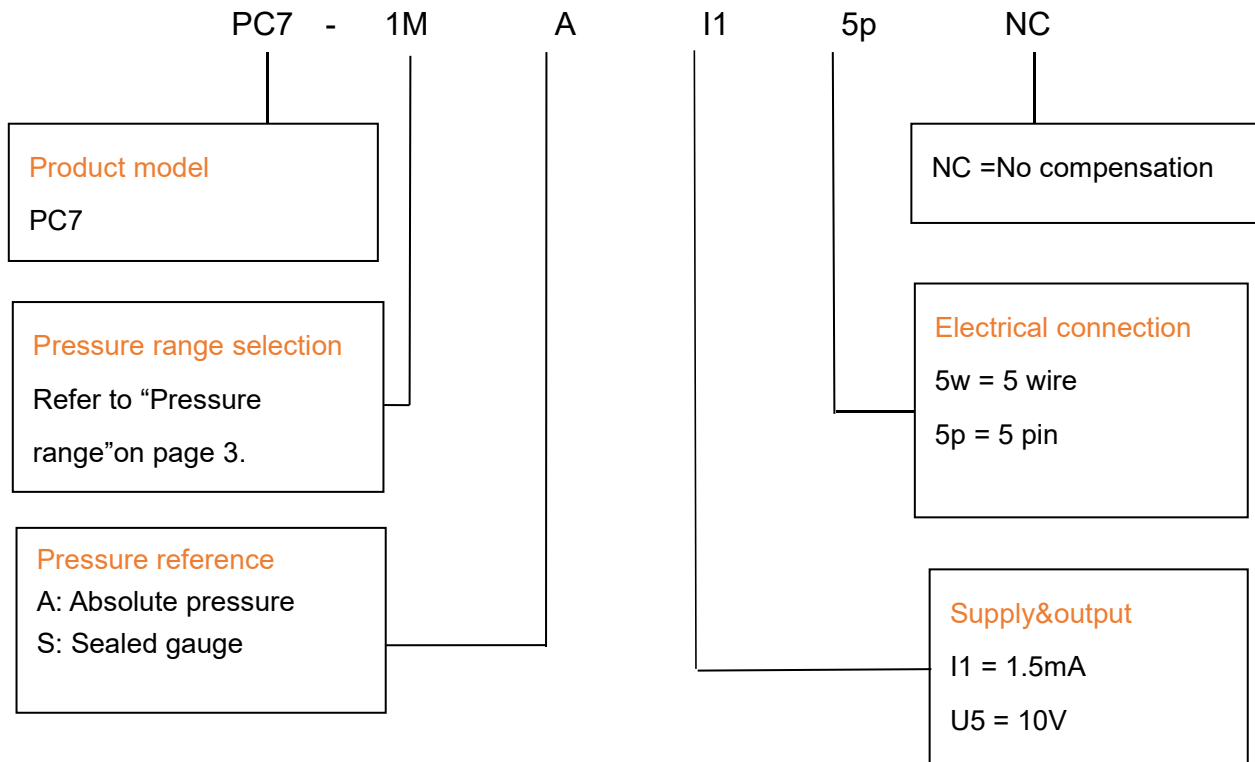 PC7 - 1M A I1 5p NC
Product model
PC7
NC =No compensation
Pressure range selection
Refer to “Pressure
range”on page 3.
Electrical connection
5w = 5 wire
5p = 5 pin
Pressure reference
A: Absolute pressure
S: Sealed gauge
Supply&output
I1 = 1.5mA
U5 = 10V